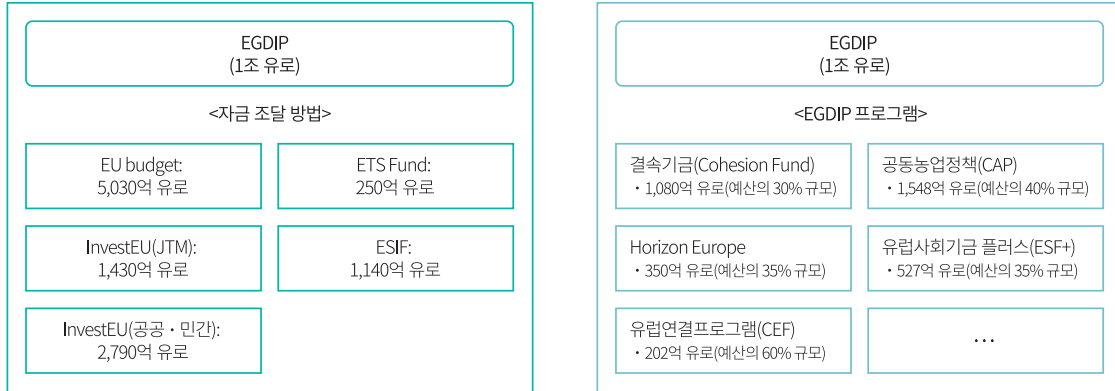 EGDIP
(1조 유로)
<자금 조달 방법>
EU budget:
5,030억 유로
ETS Fund:
250억 유로
InvestEU(JTM):
1,430억 유로
ESIF:
1,140억 유로
InvestEU(공공・민간):
2,790억 유로
EGDIP
(1조 유로)
<EGDIP 프로그램>
결속기금(Cohesion Fund)
・1,080억 유로(예산의 30% 규모)
공동농업정책(CAP)
・1,548억 유로(예산의 40% 규모)
Horizon Europe
・350억 유로(예산의 35% 규모)
유럽사회기금 플러스(ESF+)
・527억 유로(예산의 35% 규모)
유럽연결프로그램(CEF)
・202억 유로(예산의 60% 규모)
…